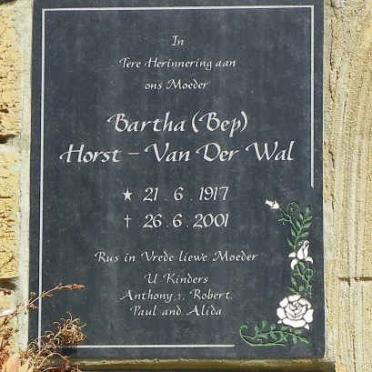 In
Tere Herinnering aan
ons Moeder
Bartha (Bep)
Horst - Van Der Wal
★ 21 . 6 . 1917
† 26 . 6 . 2001
Rus in Vrede liewe Moeder
U Kinders
Anthony †, Robert,
Paul and Alida